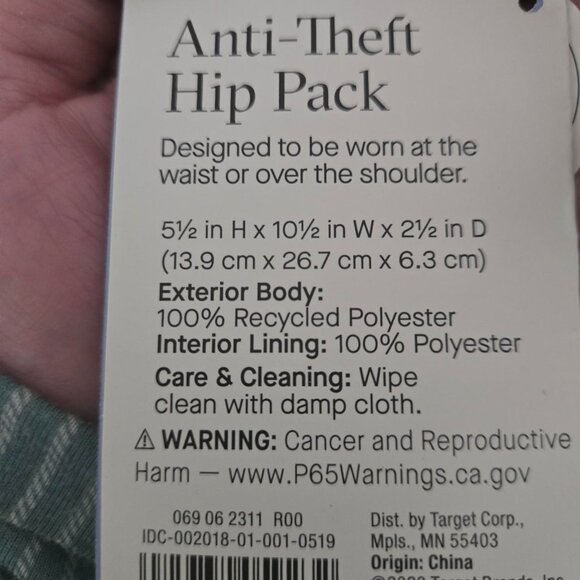 Anti-Theft
Hip Pack
Designed to be worn at the
waist or over the shoulder.
5½ in H x 10½ in W x 2½ in D
(13.9 cm x 26.7 cm x 6.3 cm)
Exterior Body:
100% Recycled Polyester
Interior Lining: 100% Polyester
Care & Cleaning: Wipe
clean with damp cloth.
⚠ WARNING: Cancer and Reproductive
Harm — www.P65Warnings.ca.gov
069 06 2311 R00
IDC-002018-01-001-0519
Dist. by Target Corp.,
Mpls., MN 55403
Origin: China